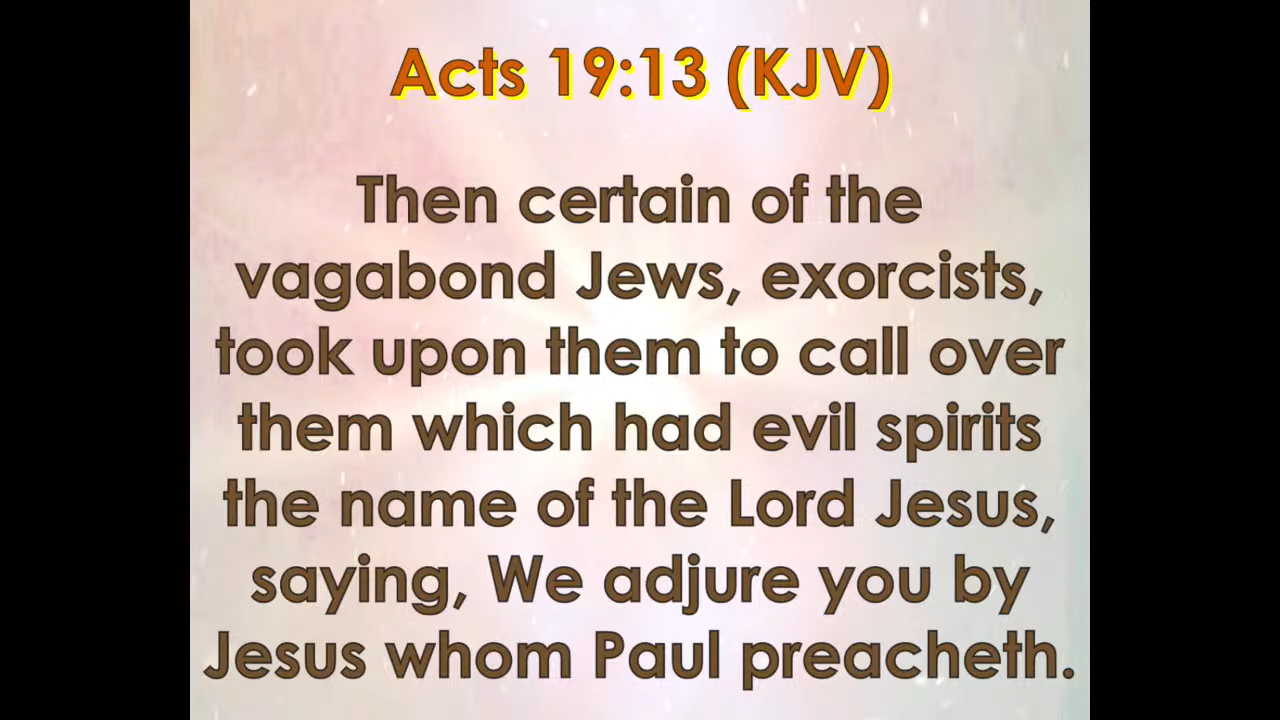 Acts 19:13 (KJV)
Then certain of the
vagabond Jews, exorcists,
took upon them to call over
them which had evil spirits
the name of the Lord Jesus,
saying, We adjure you by
Jesus whom Paul preacheth.